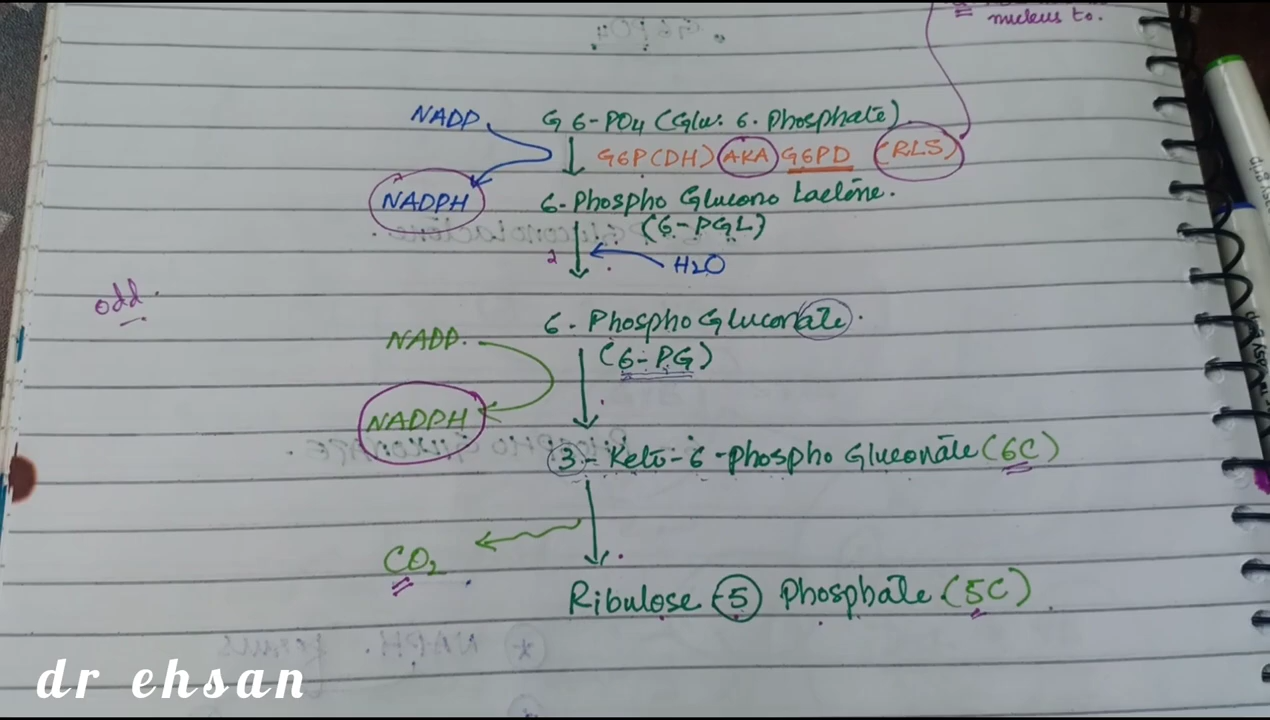 nucleus to.
NADP
G 6-PO4 (Glu. 6. Phosphate)
G6P(DH) AKA G6PD (RLS)
NADPH
6-Phospho Glucono Lactone.
(6-PGL)
H2O
odd.
6. Phospho Gluconate.
NADP.
(6-PG)
NADPH
3-Keto-6-phospho Gluconate (6C)
CO2
Ribulose-5 Phosphate (5C)
dr ehsan